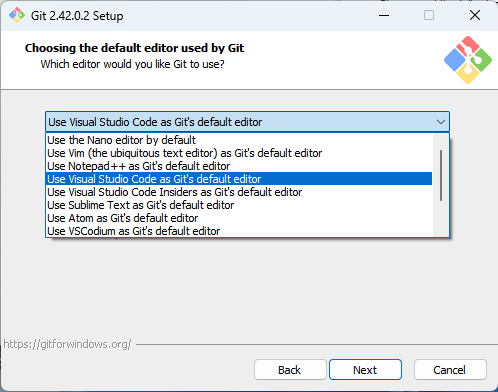 Git 2.42.0.2 Setup
Choosing the default editor used by Git
Which editor would you like Git to use?
Use Visual Studio Code as Git's default editor
Use the Nano editor by default
Use Vim (the ubiquitous text editor) as Git's default editor
Use Notepad++ as Git's default editor
Use Visual Studio Code as Git's default editor
Use Visual Studio Code Insiders as Git's default editor
Use Sublime Text as Git's default editor
Use Atom as Git's default editor
Use VSCodium as Git's default editor
https://gitforwindows.org/
Back Next Cancel